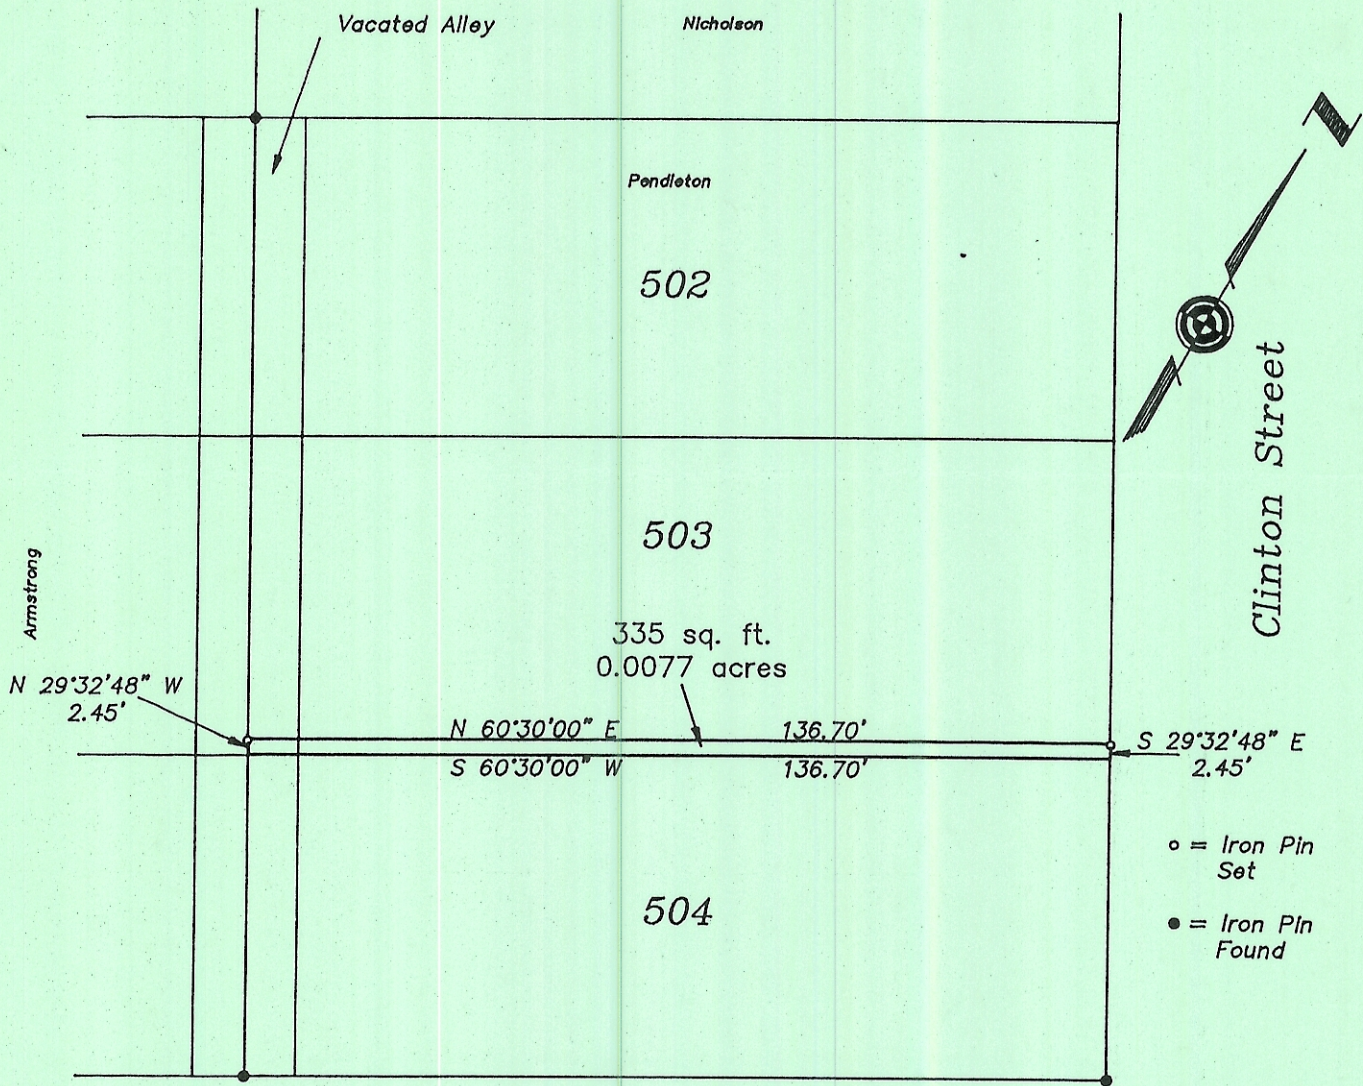 Vacated Alley
Nicholson
Pendleton
502
Clinton Street
503
Armstrong
335 sq. ft.
0.0077 acres
N 29°32'48" W
2.45'
N 60°30'00" E 136.70'
S 60°30'00" W 136.70'
S 29°32'48" E
2.45'
o = Iron Pin
Set
504
● = Iron Pin
Found
N